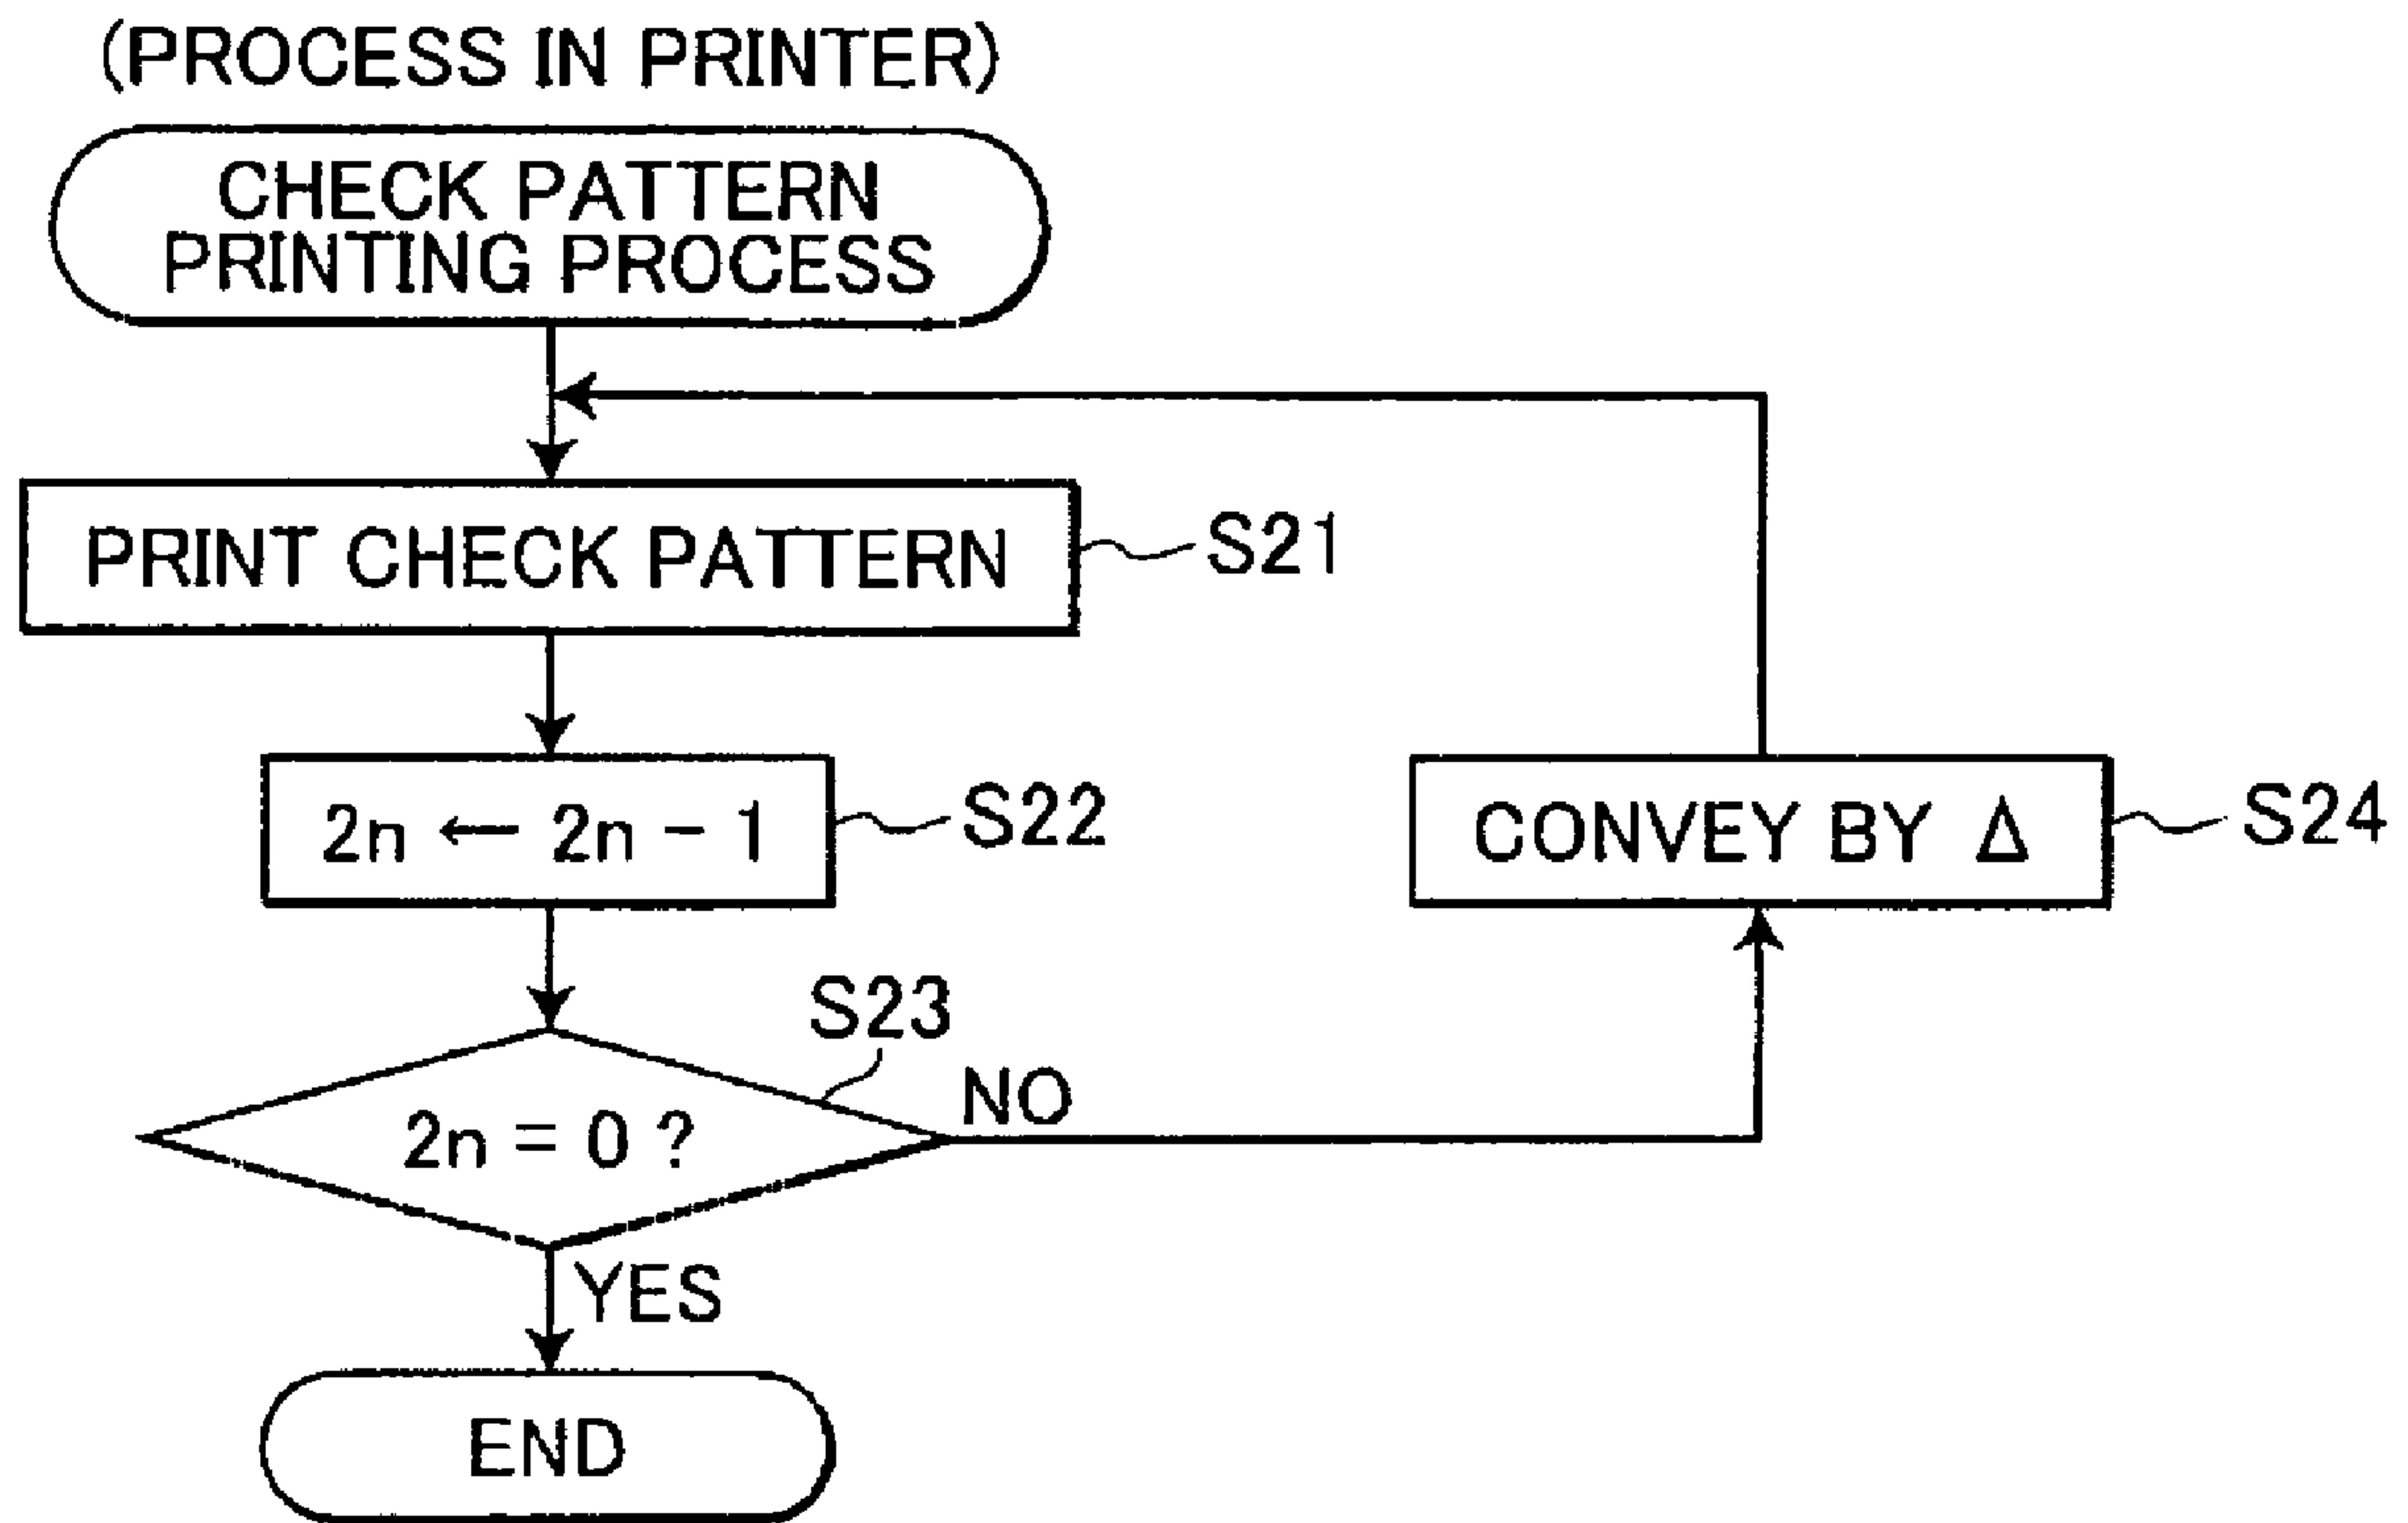 (PROCESS IN PRINTER)
CHECK PATTERN
PRINTING PROCESS
PRINT CHECK PATTERN
S21
2n ← 2n − 1
S22
CONVEY BY Δ
S24
S23
2n = 0 ?
NO
YES
END